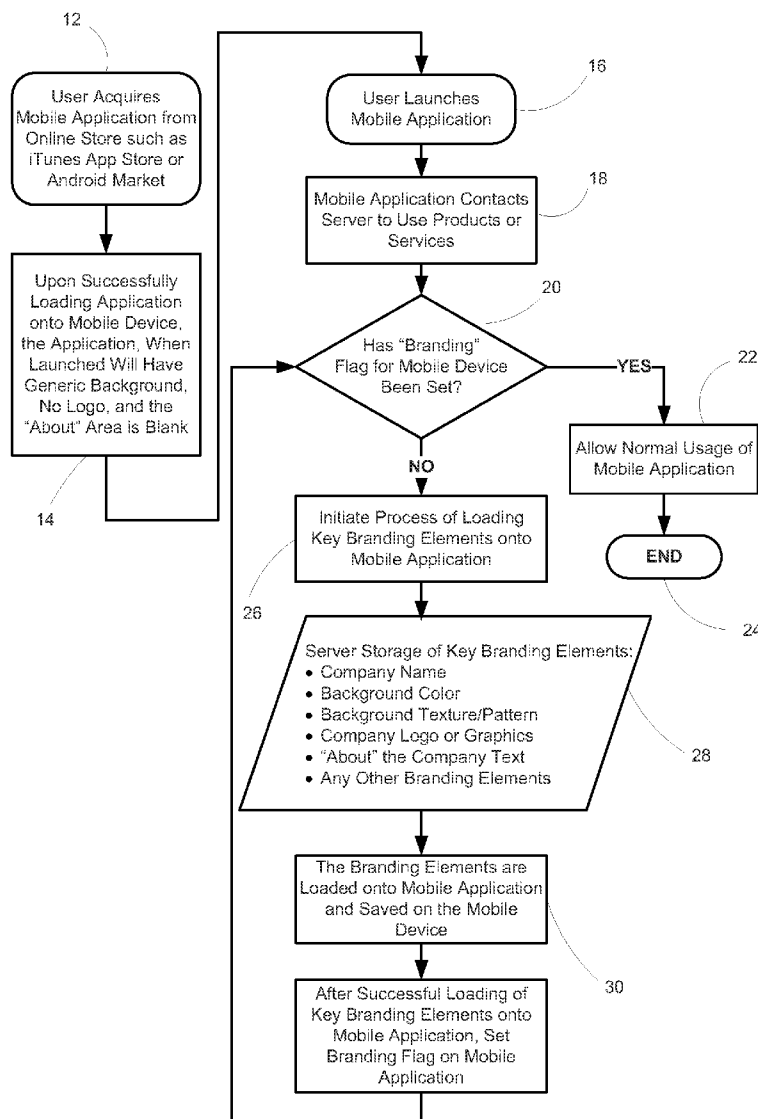 12
User Acquires
Mobile Application from
Online Store such as
iTunes App Store or
Android Market
Upon Successfully
Loading Application
onto Mobile Device,
the Application, When
Launched Will Have
Generic Background,
No Logo, and the
"About" Area is Blank
14
16
User Launches
Mobile Application
18
Mobile Application Contacts
Server to Use Products or
Services
20
Has "Branding"
Flag for Mobile Device
Been Set?
YES
22
Allow Normal Usage of
Mobile Application
END
24
NO
Initiate Process of Loading
Key Branding Elements onto
Mobile Application
26
Server Storage of Key Branding Elements:
• Company Name
• Background Color
• Background Texture/Pattern
• Company Logo or Graphics
• "About" the Company Text
• Any Other Branding Elements
28
The Branding Elements are
Loaded onto Mobile Application
and Saved on the Mobile
Device
30
After Successful Loading of
Key Branding Elements onto
Mobile Application, Set
Branding Flag on Mobile
Application